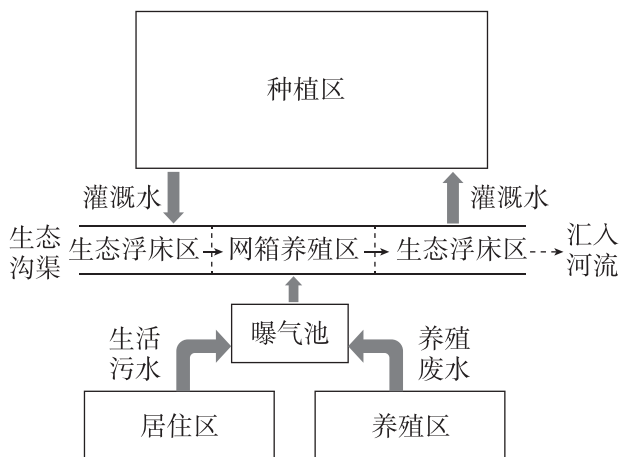 种植区
灌溉水
灌溉水
生态
沟渠
生态浮床区
网箱养殖区
生态浮床区
汇入
河流
曝气池
生活
污水
养殖
废水
居住区
养殖区